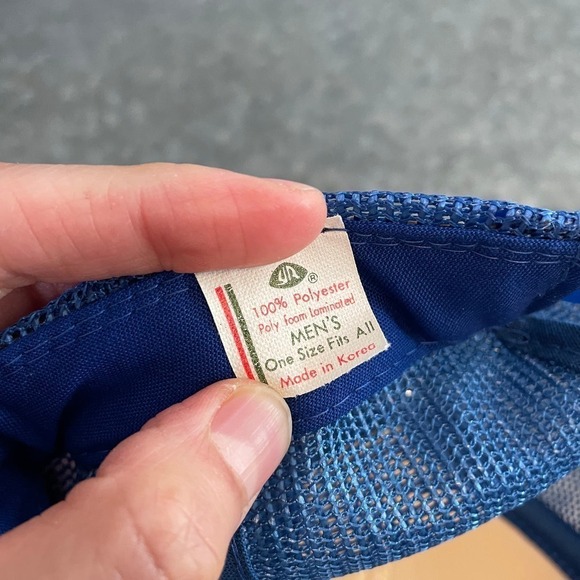 ®
100% Polyester
Poly foam Laminated
MEN'S
One Size Fits All
Made in Korea